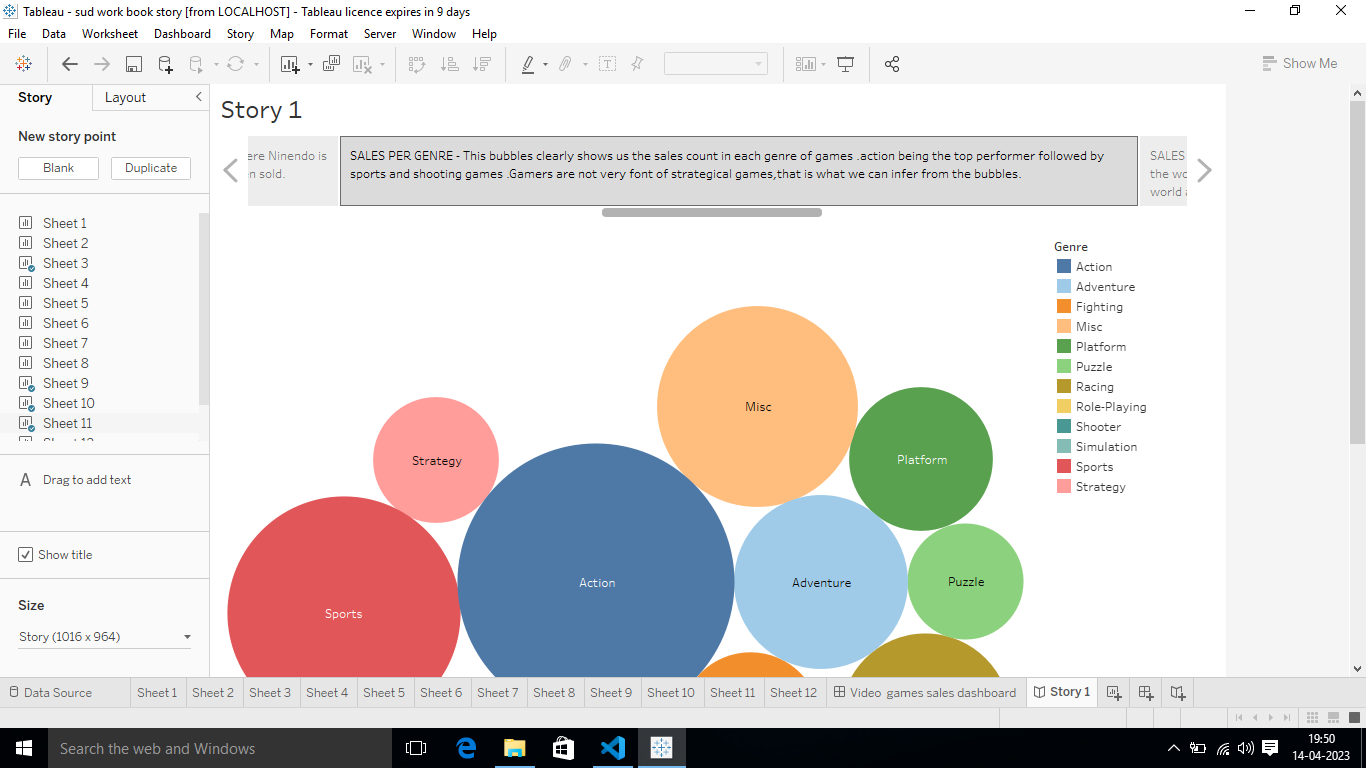 Tableau - sud work book story [from LOCALHOST] - Tableau licence expires in 9 days
File Data Worksheet Dashboard Story Map Format Server Window Help
Show Me
Story Layout
New story point
Blank Duplicate
Sheet 1
Sheet 2
Sheet 3
Sheet 4
Sheet 5
Sheet 6
Sheet 7
Sheet 8
Sheet 9
Sheet 10
Sheet 11
A Drag to add text
Show title
Size
Story (1016 x 964)
Story 1
ere Ninendo is
n sold.
SALES PER GENRE - This bubbles clearly shows us the sales count in each genre of games .action being the top performer followed by
sports and shooting games .Gamers are not very font of strategical games,that is what we can infer from the bubbles.
SALES
the wo
world
Genre
Action
Adventure
Fighting
Misc
Platform
Puzzle
Racing
Role-Playing
Shooter
Simulation
Sports
Strategy
Misc
Strategy
Platform
Action
Adventure
Puzzle
Sports
Data Source Sheet 1 Sheet 2 Sheet 3 Sheet 4 Sheet 5 Sheet 6 Sheet 7 Sheet 8 Sheet 9 Sheet 10 Sheet 11 Sheet 12 Video games sales dashboard Story 1
Search the web and Windows
19:50
14-04-2023